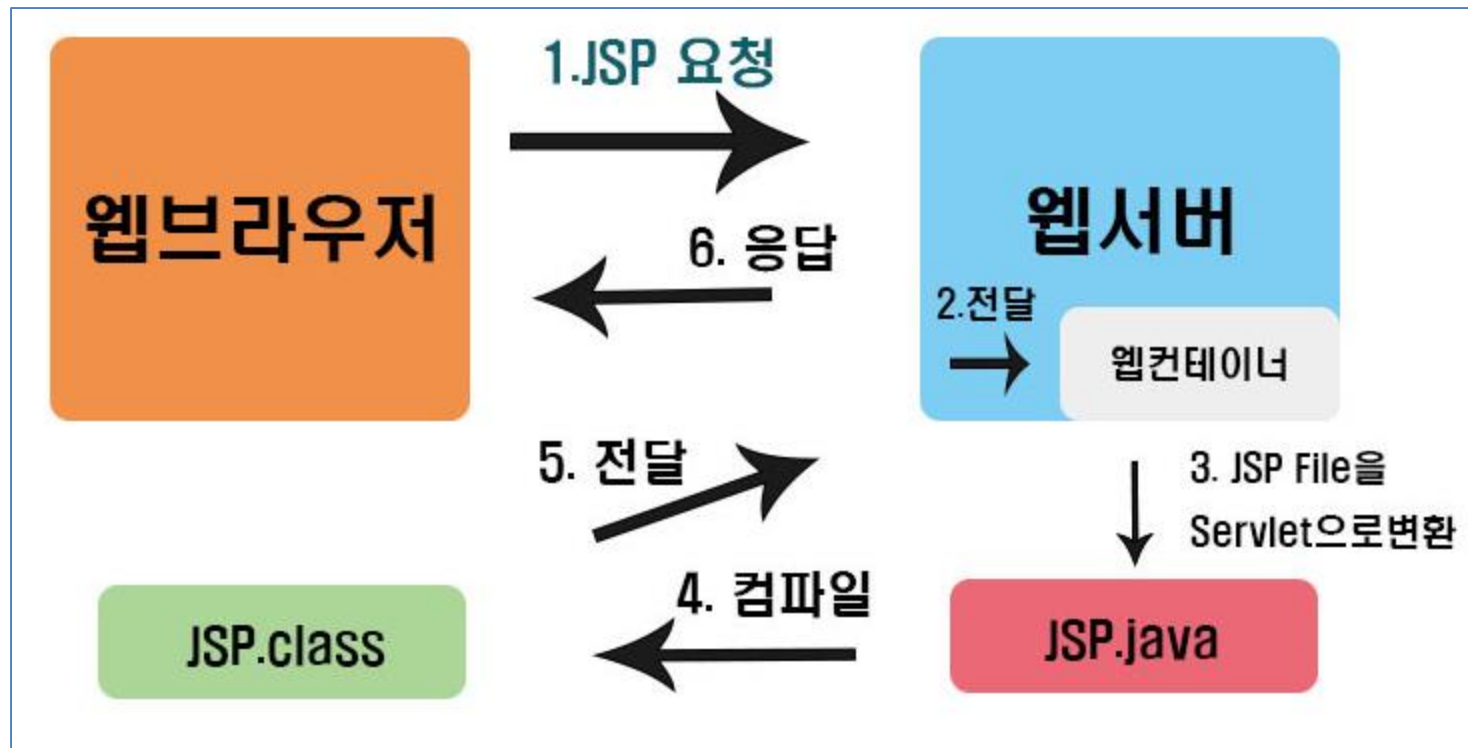 1.JSP 요청
웹브라우저
웹서버
6. 응답
2.전달
웹컨테이너
5. 전달
3. JSP File을
Servlet으로변환
4. 컴파일
JSP.class
JSP.java